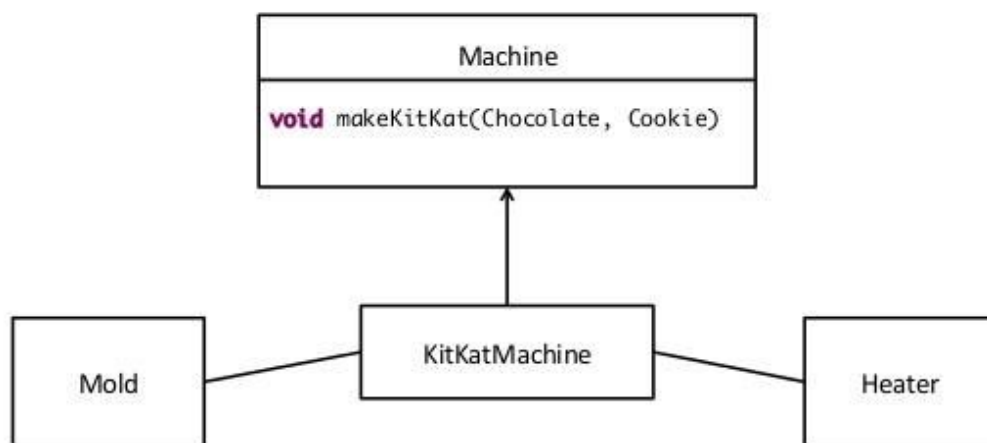 Machine
void makeKitKat(Chocolate, Cookie)
KitKatMachine
Mold
Heater